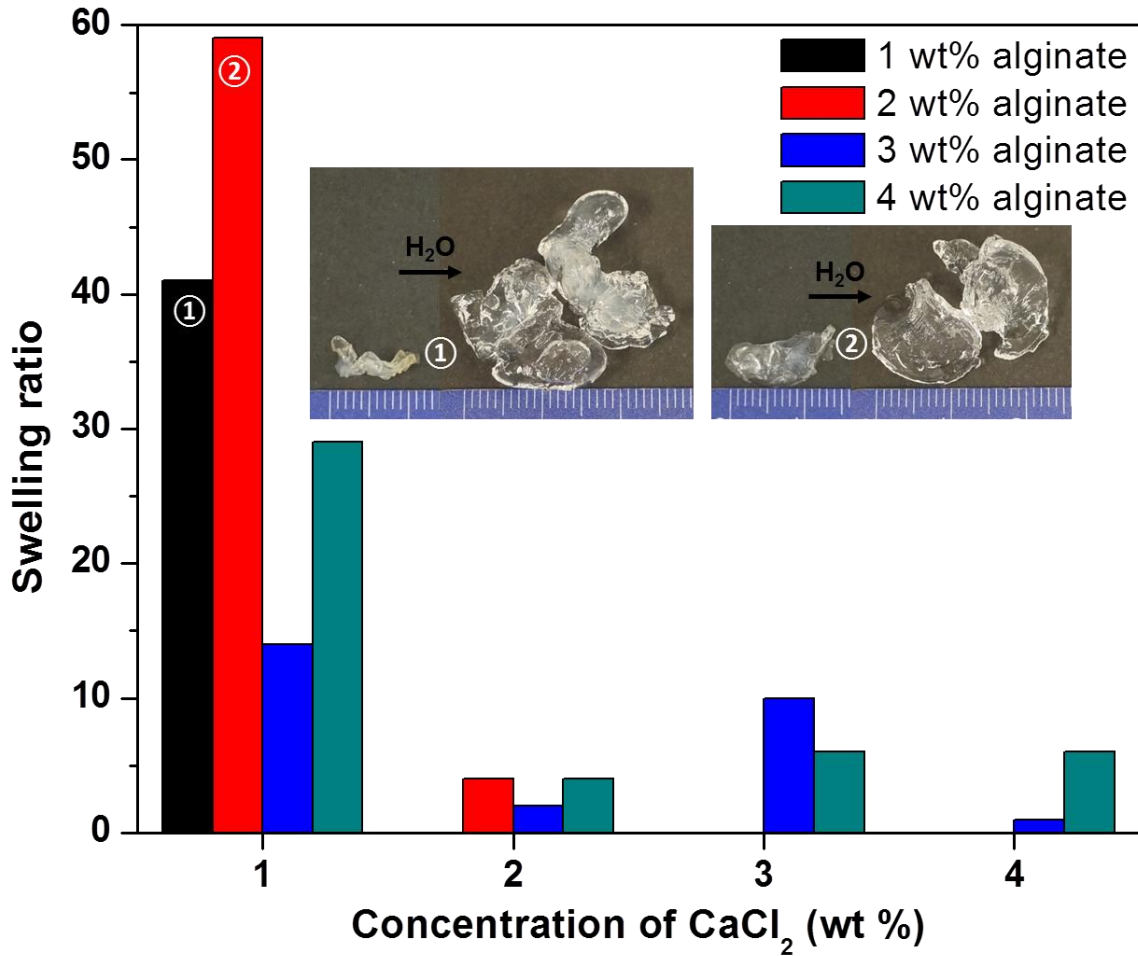 60
50
40
30
20
10
0
Swelling ratio
1 wt% alginate
2 wt% alginate
3 wt% alginate
4 wt% alginate
①
②
H₂O
①
H₂O
②
1
2
3
4
Concentration of CaCl₂ (wt %)